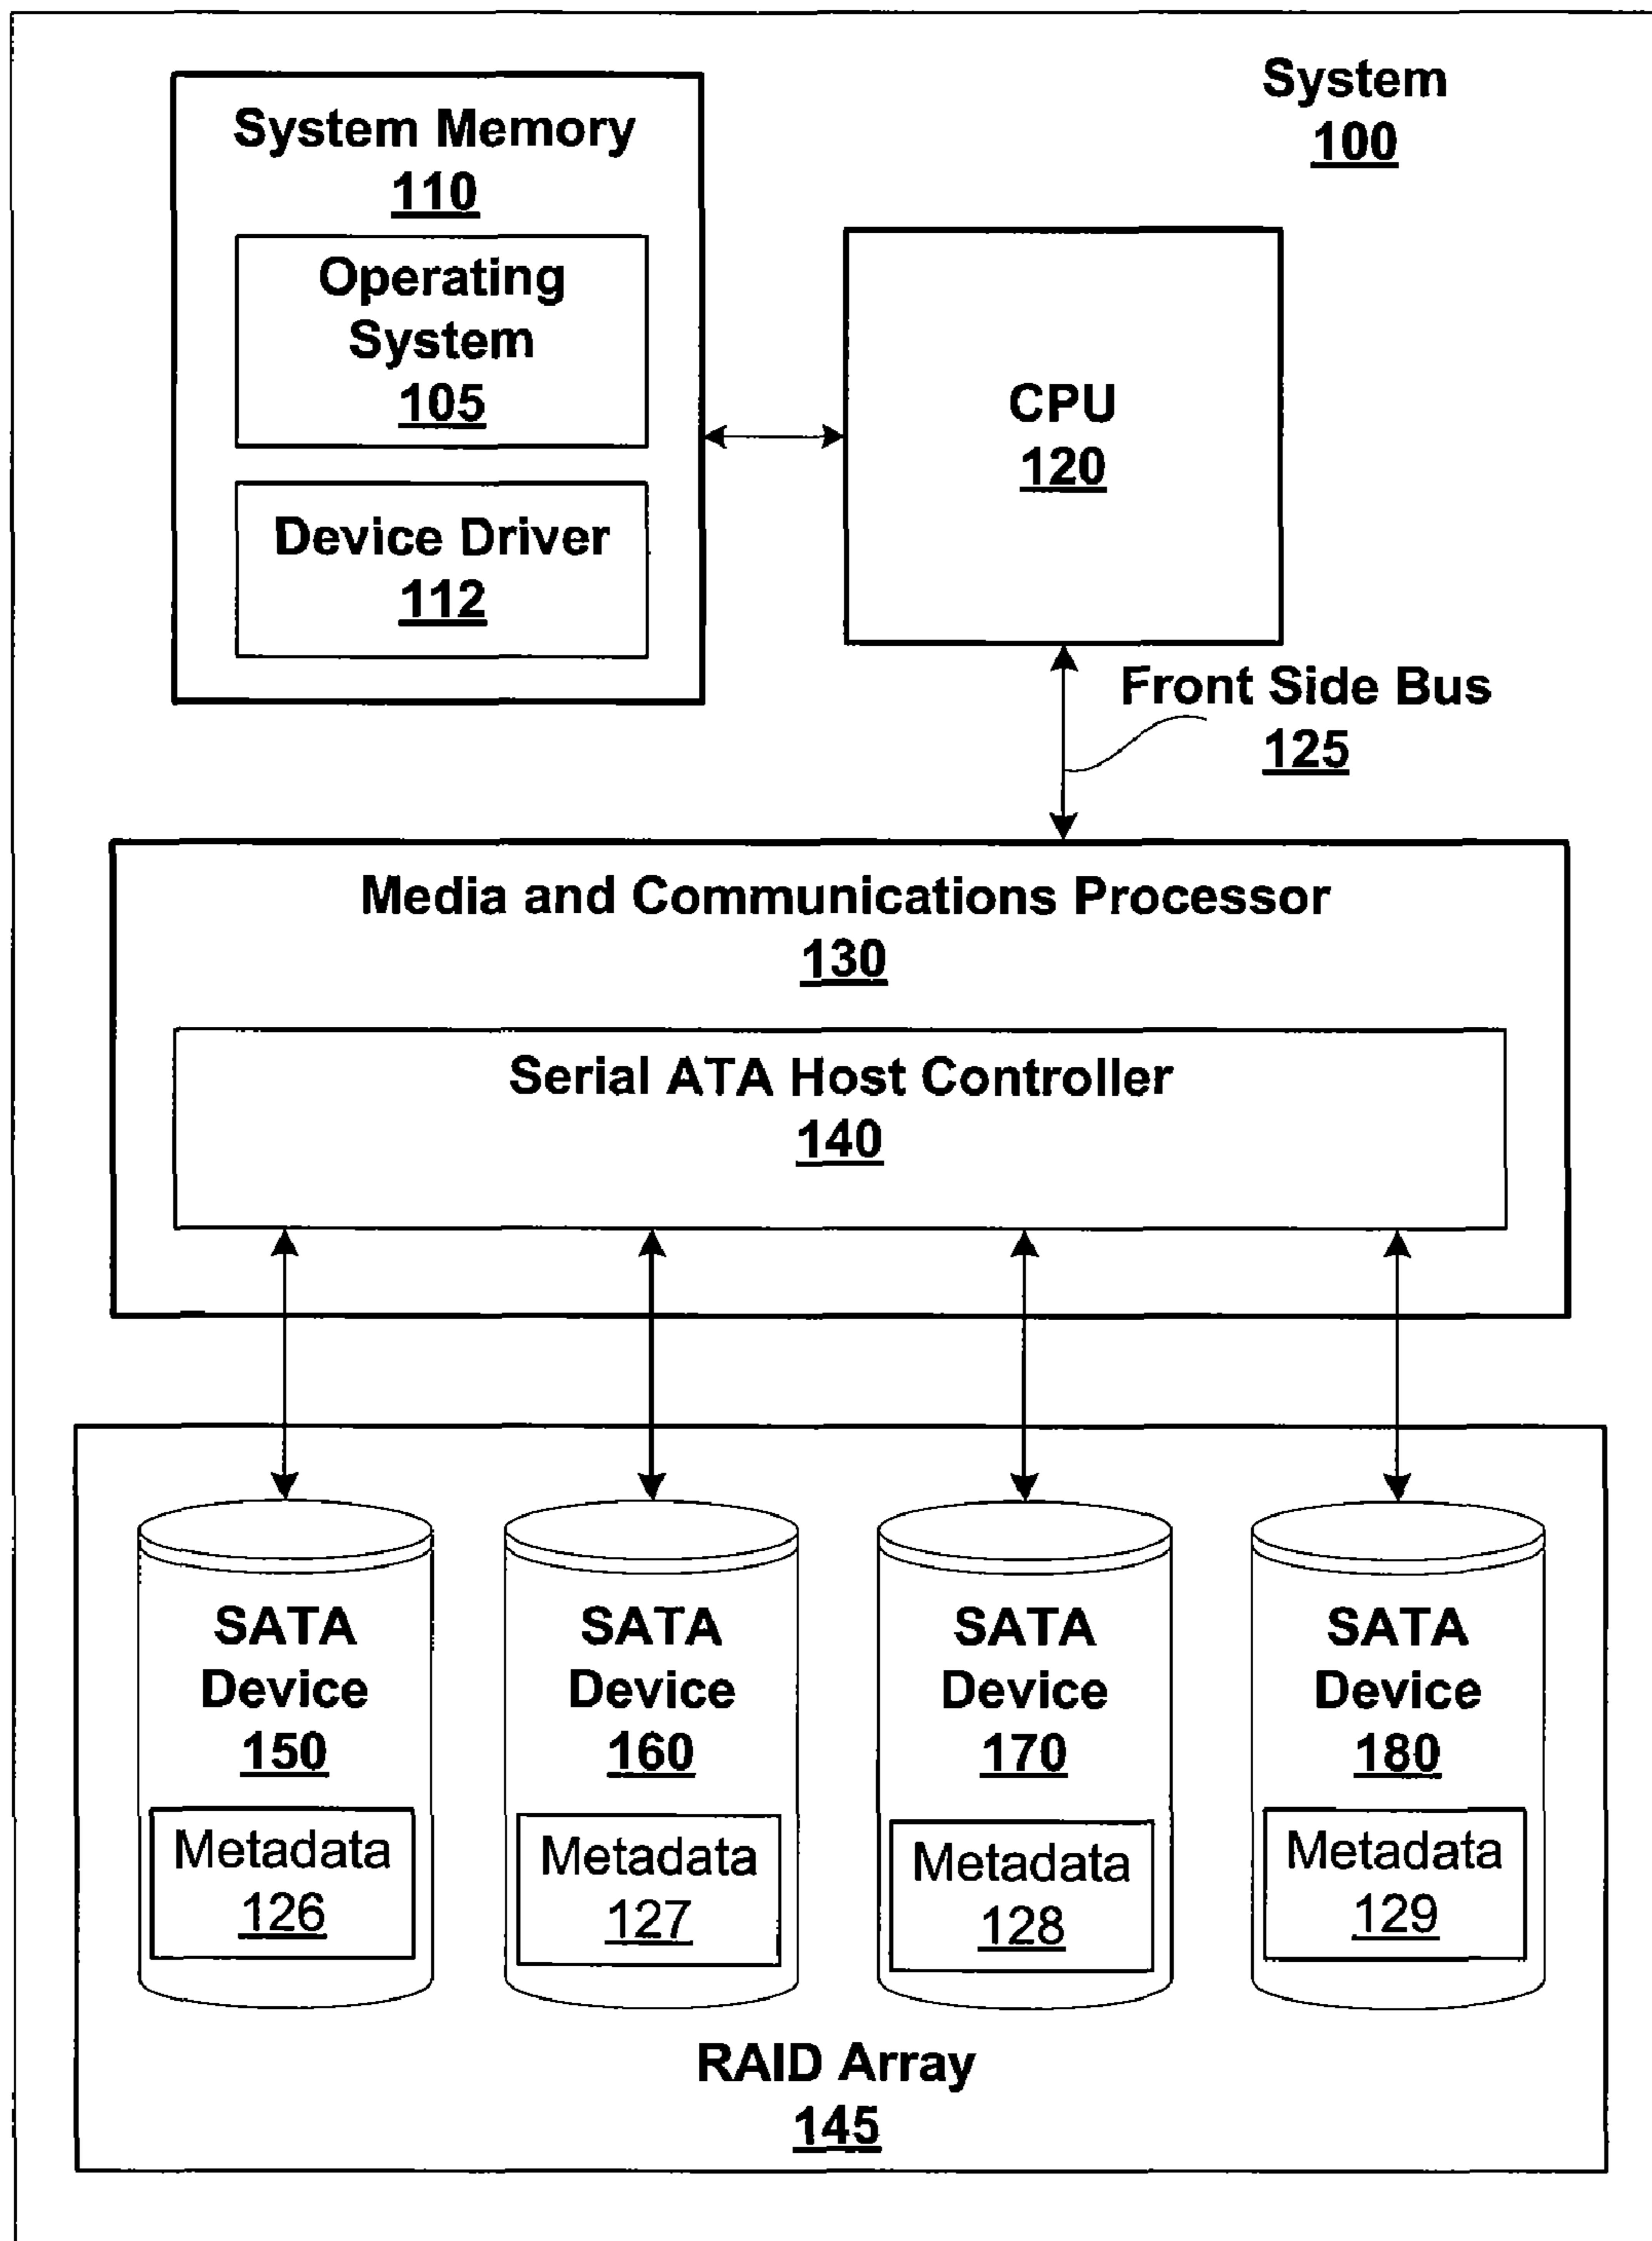 System
100
System Memory
110
Operating
System
105
Device Driver
112
CPU
120
Front Side Bus
125
Media and Communications Processor
130
Serial ATA Host Controller
140
SATA
Device
150
Metadata
126
SATA
Device
160
Metadata
127
SATA
Device
170
Metadata
128
SATA
Device
180
Metadata
129
RAID Array
145